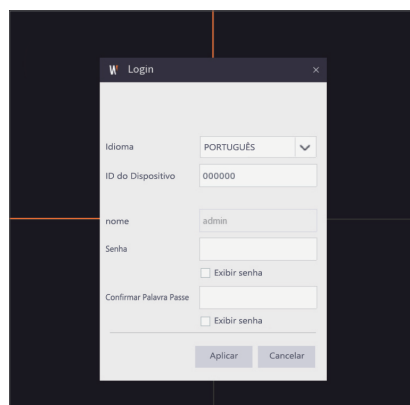 Login
Idioma PORTUGUÊS
ID do Dispositivo 000000
nome admin
Senha
Exibir senha
Confirmar Palavra Passe
Exibir senha
Aplicar Cancelar